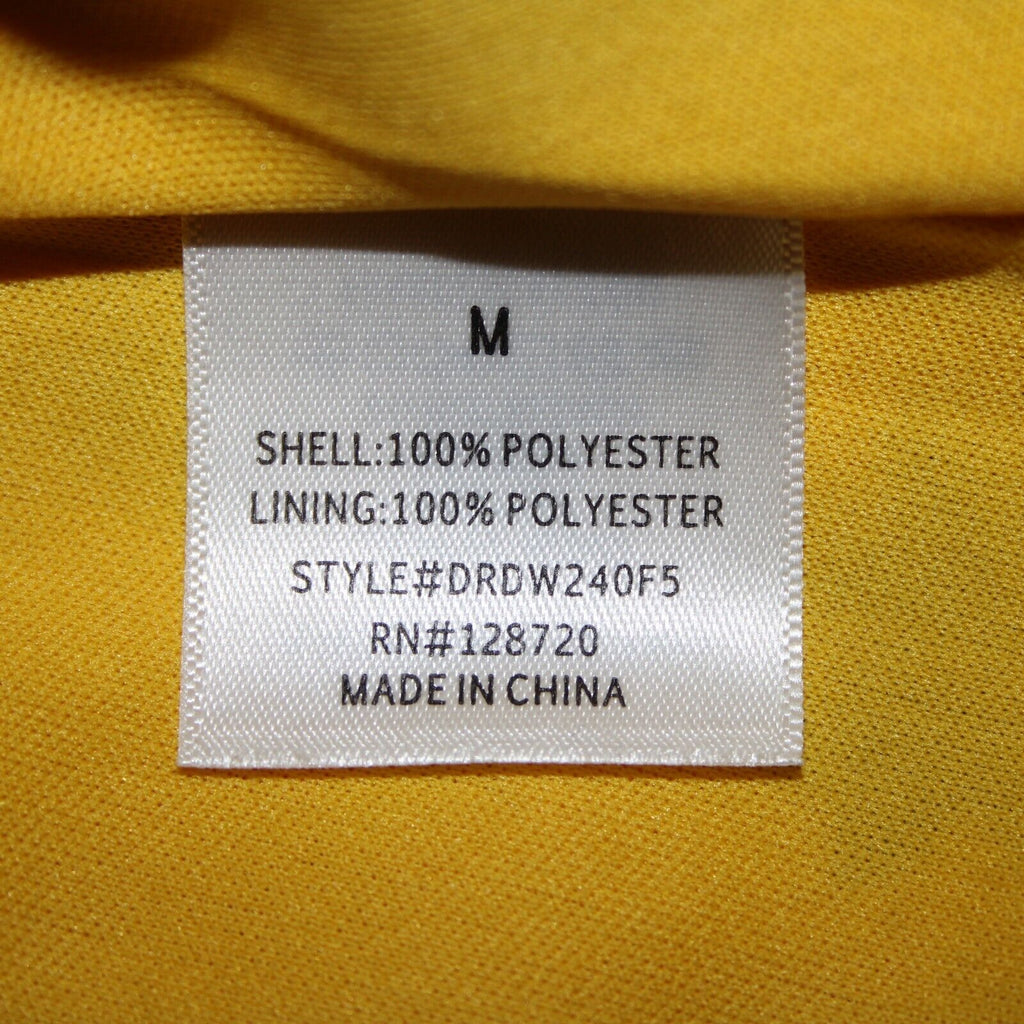 M
SHELL:100% POLYESTER
LINING:100% POLYESTER
STYLE#DRDW240F5
RN#128720
MADE IN CHINA